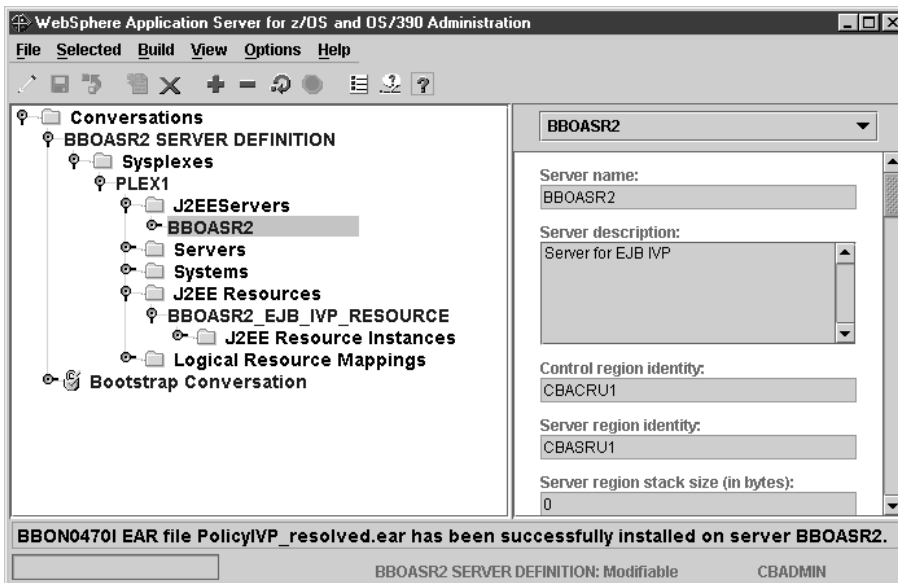 WebSphere Application Server for z/OS and OS/390 Administration
File Selected Build View Options Help
?
Conversations
BBOASR2 SERVER DEFINITION
Sysplexes
PLEX1
J2EEServers
BBOASR2
Servers
Systems
J2EE Resources
BBOASR2_EJB_IVP_RESOURCE
J2EE Resource Instances
Logical Resource Mappings
Bootstrap Conversation
BBOASR2
Server name:
BBOASR2
Server description:
Server for EJB IVP
Control region identity:
CBACRU1
Server region identity:
CBASRU1
Server region stack size (in bytes):
0
BBON0470I EAR file PolicyIVP_resolved.ear has been successfully installed on server BBOASR2.
BBOASR2 SERVER DEFINITION: Modifiable CBADMIN